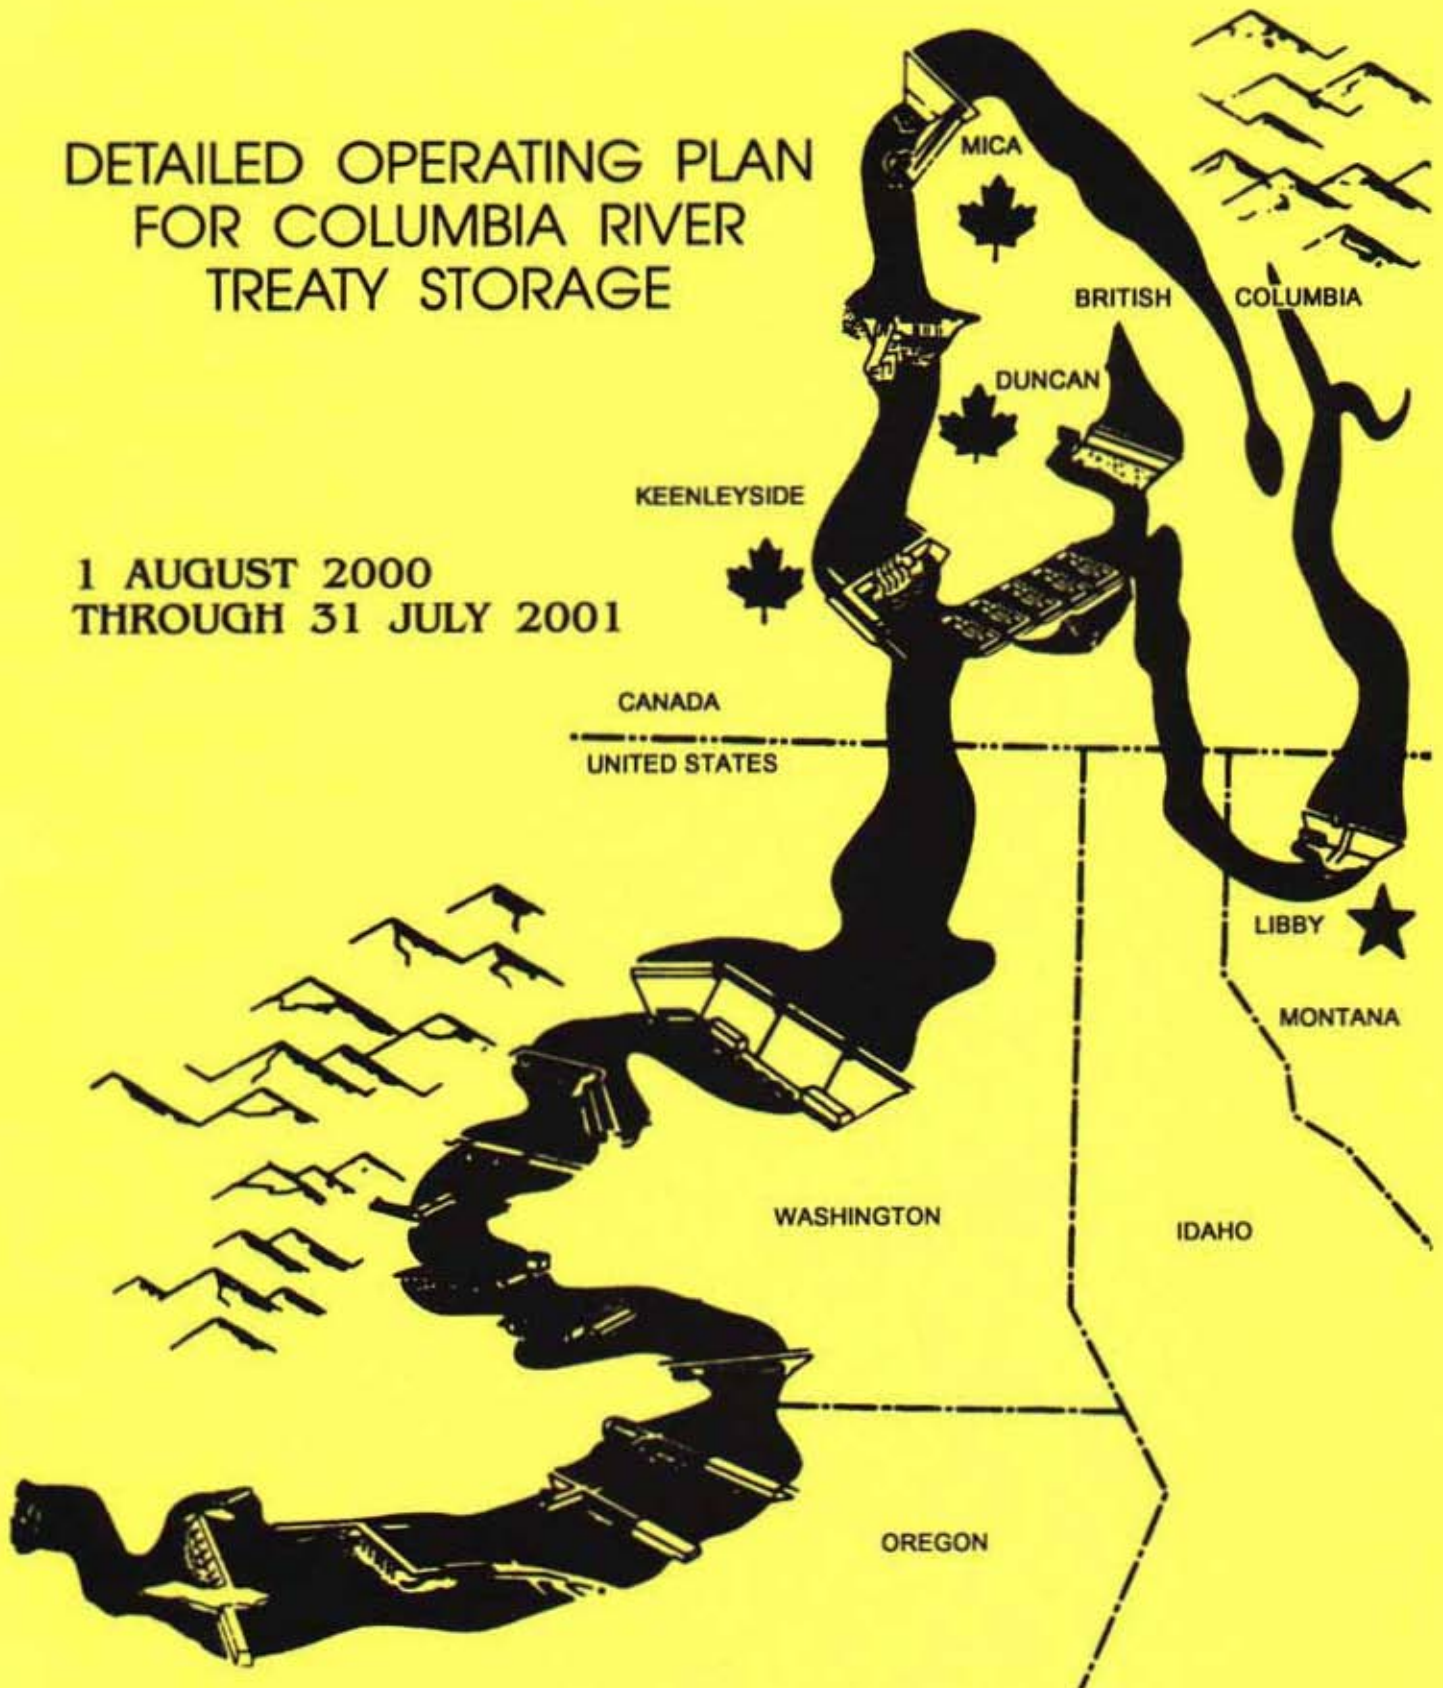 DETAILED OPERATING PLAN
FOR COLUMBIA RIVER
TREATY STORAGE
MICA
BRITISH COLUMBIA
DUNCAN
KEENLEYSIDE
1 AUGUST 2000
THROUGH 31 JULY 2001
CANADA
UNITED STATES
LIBBY
MONTANA
WASHINGTON
IDAHO
OREGON